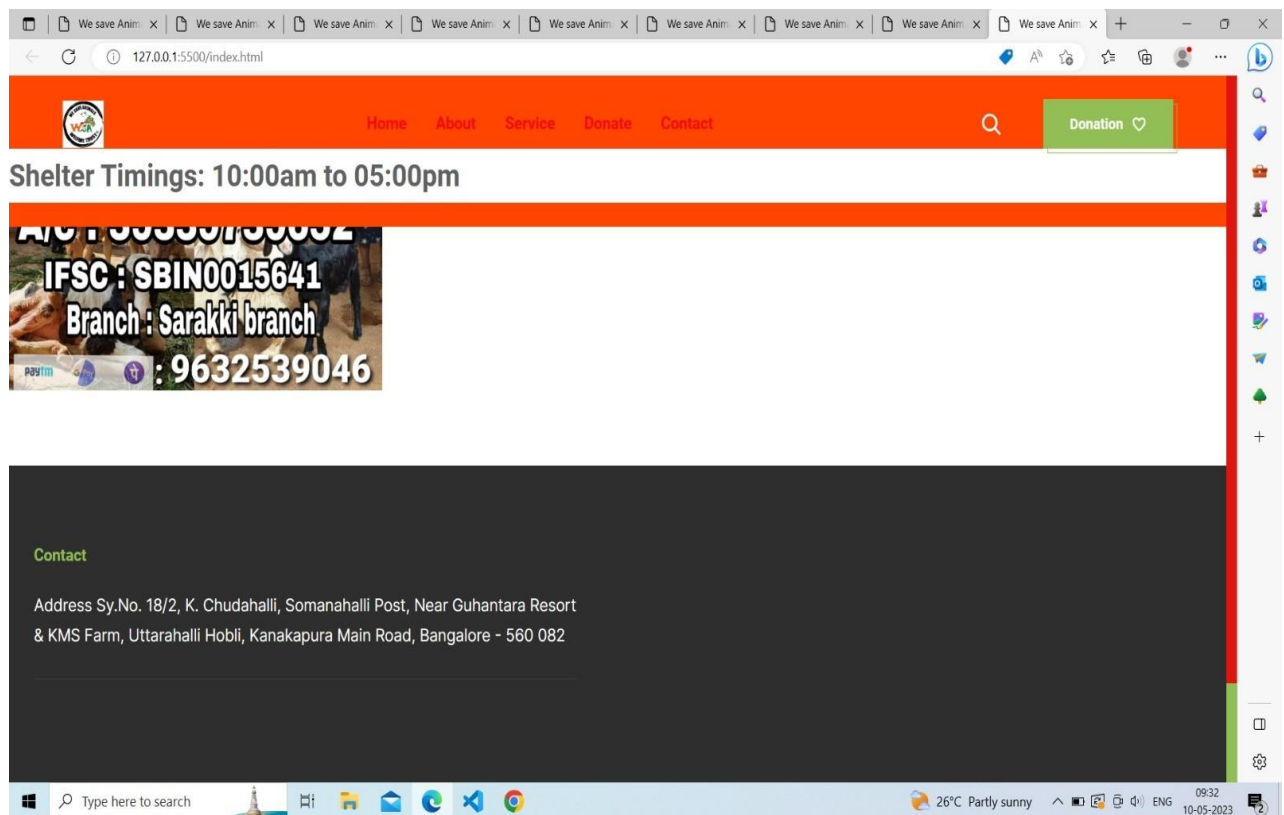 We save Anim We save Anim We save Anim We save Anim We save Anim We save Anim We save Anim We save Anim We save Anim
127.0.0.1:5500/index.html
Home About Service Donate Contact
Donation
Shelter Timings: 10:00am to 05:00pm
IFSC : SBIN0015641
Branch : Sarakki branch
Paytm : 9632539046
Contact
Address Sy.No. 18/2, K. Chudahalli, Somanahalli Post, Near Guhantara Resort
& KMS Farm, Uttarahalli Hobli, Kanakapura Main Road, Bangalore - 560 082
Type here to search
26°C Partly sunny
ENG
09:32
10-05-2023
2